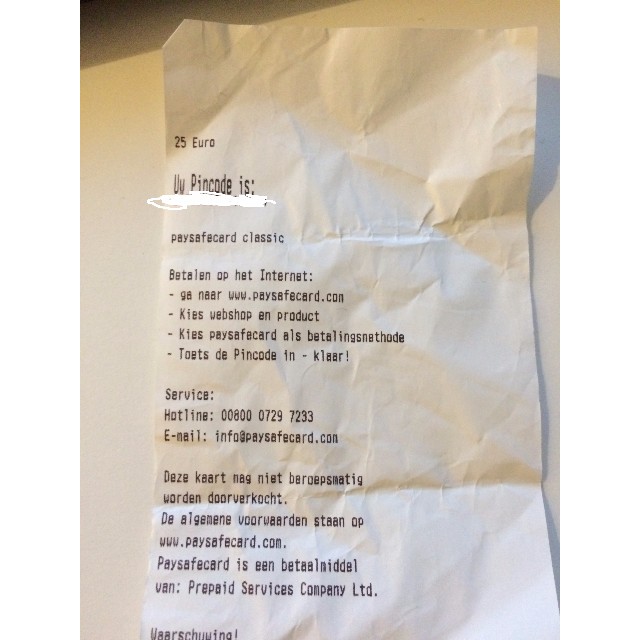 25 Euro
Uw Pincode is:
paysafecard classic
Betalen op het Internet:
- ga naar www.paysafecard.com
- Kies webshop en product
- Kies paysafecard als betalingsmethode
- Toets de Pincode in - klaar!
Service:
Hotline: 00800 0729 7233
E-mail: info@paysafecard.com
Deze kaart mag niet beroepsmatig
worden doorverkocht.
De algemene voorwaarden staan op
www.paysafecard.com.
Paysafecard is een betaalmiddel
van: Prepaid Services Company Ltd.
Waarschuwing!